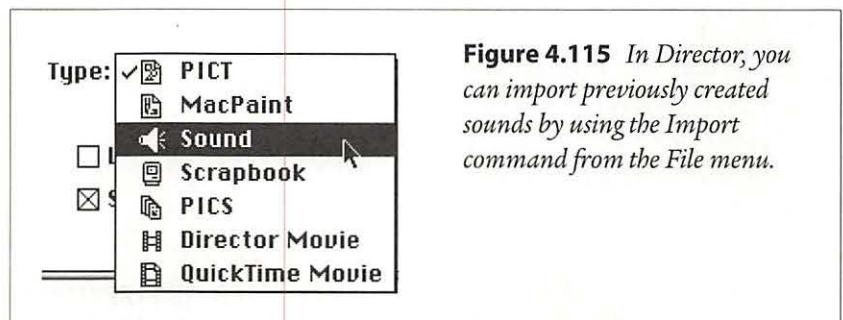 Type:
PICT
MacPaint
Sound
Scrapbook
PICS
Director Movie
QuickTime Movie
Figure 4.115 In Director, you
can import previously created
sounds by using the Import
command from the File menu.